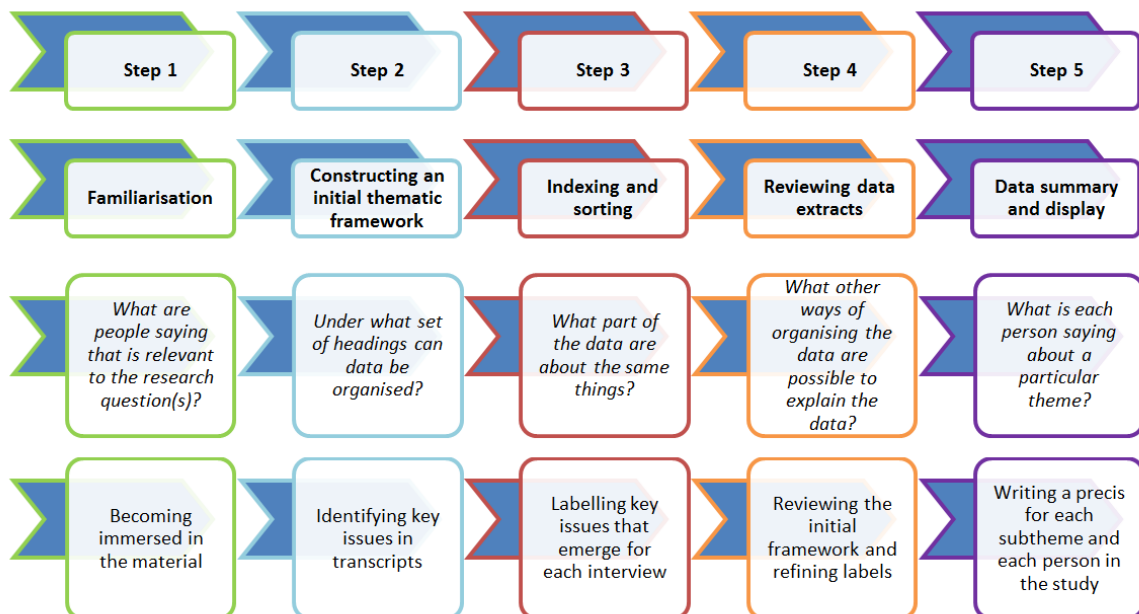 Step 1
Step 2
Step 3
Step 4
Step 5
Familiarisation
Constructing an
initial thematic
framework
Indexing and
sorting
Reviewing data
extracts
Data summary
and display
What are
people saying
that is relevant
to the research
question(s)?
Under what set
of headings can
data be
organised?
What part of
the data are
about the same
things?
What other
ways of
organising the
data are
possible to
explain the
data?
What is each
person saying
about a
particular
theme?
Becoming
immersed in
the material
Identifying key
issues in
transcripts
Labelling key
issues that
emerge for
each interview
Reviewing the
initial
framework and
refining labels
Writing a precis
for each
subtheme and
each person in
the study